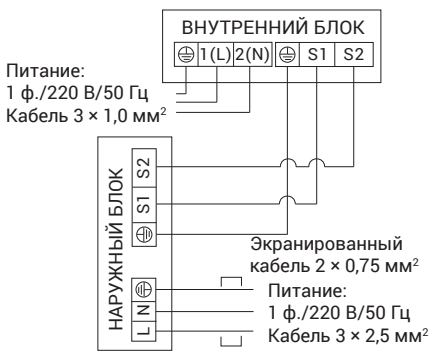 ВНУТРЕННИЙ БЛОК
1(L) 2(N) S1 S2
Питание:
1 ф./220 В/50 Гц
Кабель 3 × 1,0 мм²
НАРУЖНЫЙ БЛОК
S2
S1
N
L
Экранированный
кабель 2 × 0,75 мм²
Питание:
1 ф./220 В/50 Гц
Кабель 3 × 2,5 мм²